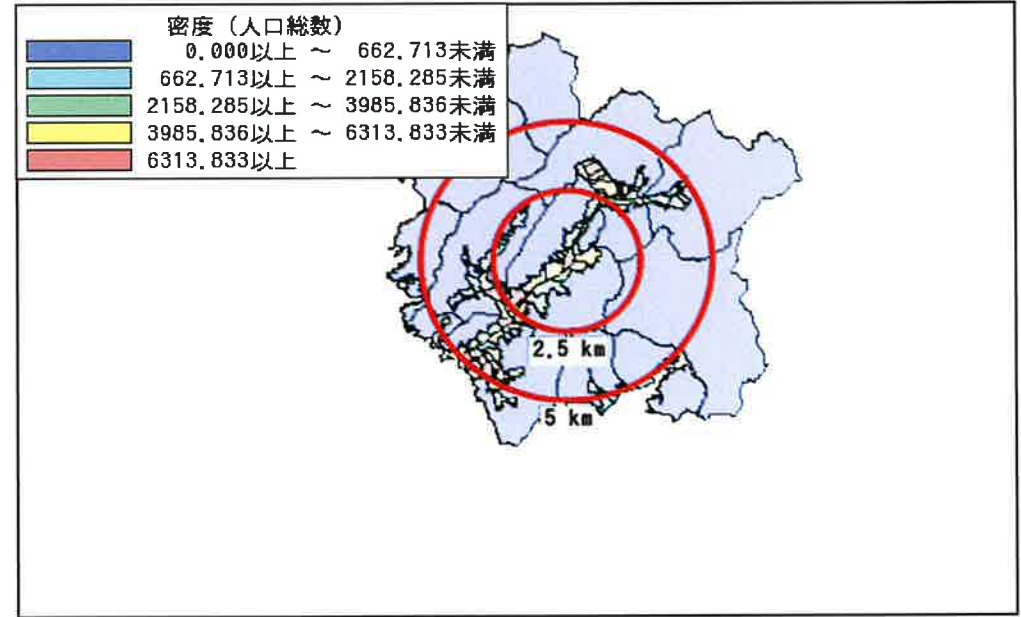 密度（人口総数）
0.000以上 ～ 662.713未満
662.713以上 ～ 2158.285未満
2158.285以上 ～ 3985.836未満
3985.836以上 ～ 6313.833未満
6313.833以上
2.5 km
5 km